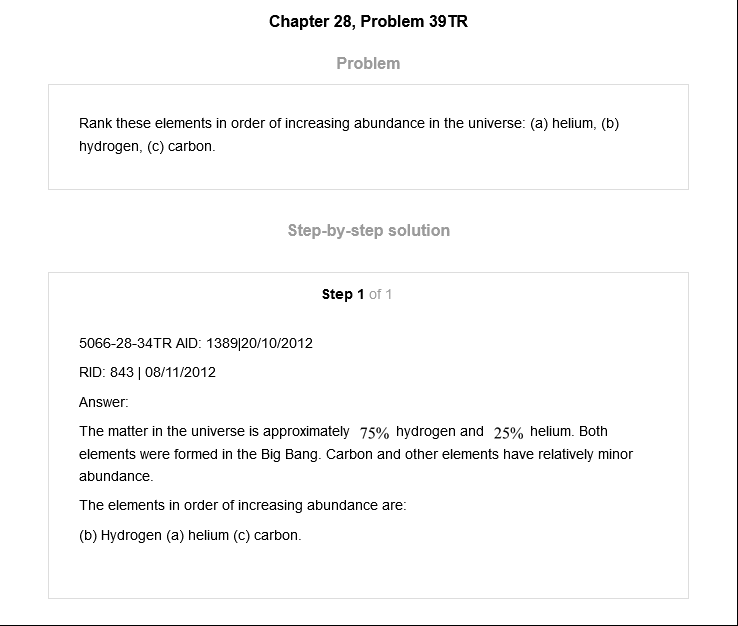 Chapter 28, Problem 39TR
Problem
Rank these elements in order of increasing abundance in the universe: (a) helium, (b)
hydrogen, (c) carbon.
Step-by-step solution
Step 1 of 1
5066-28-34TR AID: 1389|20/10/2012
RID: 843 | 08/11/2012
Answer:
The matter in the universe is approximately 75% hydrogen and 25% helium. Both
elements were formed in the Big Bang. Carbon and other elements have relatively minor
abundance.
The elements in order of increasing abundance are:
(b) Hydrogen (a) helium (c) carbon.